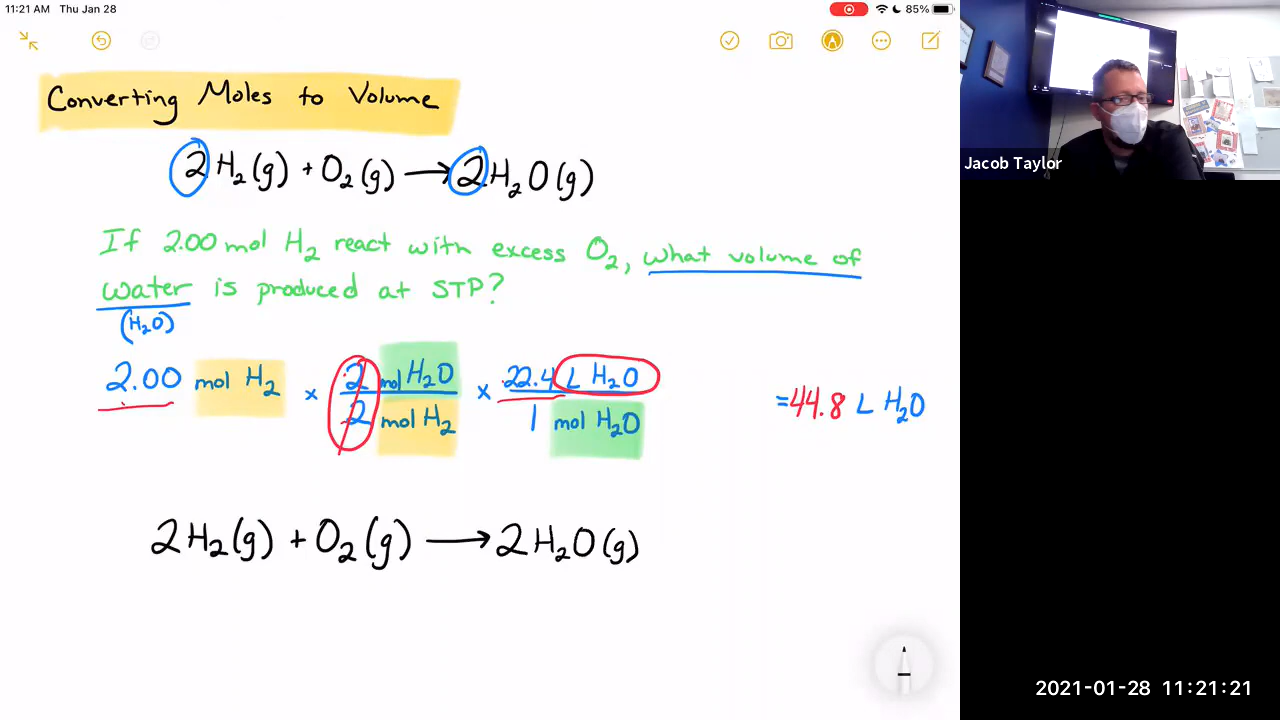 11:21 AM Thu Jan 28
85%
Converting Moles to Volume
2H₂(g) + O₂(g) → 2H₂O(g)
If 2.00 mol H₂ react with excess O₂, what volume of
water is produced at STP?
(H₂O)
2.00 mol H₂ × 2 mol H₂O / 2 mol H₂ × 22.4 L H₂O / 1 mol H₂O = 44.8 L H₂O
2H₂(g) + O₂(g) → 2H₂O(g)
Jacob Taylor
2021-01-28 11:21:21